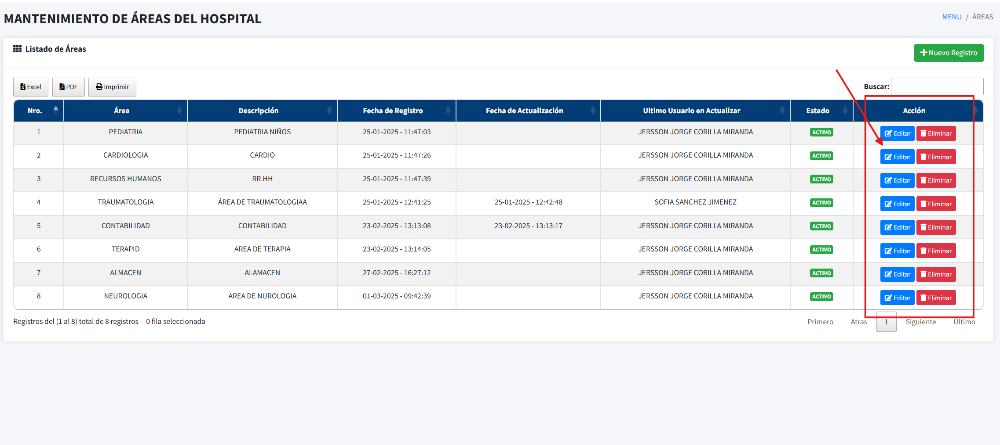 MANTENIMIENTO DE ÁREAS DEL HOSPITAL
MENU / ÁREAS
Listado de Áreas
Nuevo Registro
Excel PDF Imprimir
Buscar:
Nro. Área Descripción Fecha de Registro Fecha de Actualización Ultimo Usuario en Actualizar Estado Acción
1 PEDIATRIA PEDIATRIA NIÑOS 25-01-2025 - 11:47:03 JERSSON JORGE CORILLA MIRANDA ACTIVO Editar Eliminar
2 CARDIOLOGIA CARDIO 25-01-2025 - 11:47:26 JERSSON JORGE CORILLA MIRANDA ACTIVO Editar Eliminar
3 RECURSOS HUMANOS RR.HH 25-01-2025 - 11:47:39 JERSSON JORGE CORILLA MIRANDA ACTIVO Editar Eliminar
4 TRAUMATOLOGIA ÁREA DE TRAUMATOLOGIAA 25-01-2025 - 12:41:25 25-01-2025 - 12:42:48 SOFIA SANCHEZ JIMENEZ ACTIVO Editar Eliminar
5 CONTABILIDAD CONTABILIDAD 23-02-2025 - 13:13:08 23-02-2025 - 13:13:17 JERSSON JORGE CORILLA MIRANDA ACTIVO Editar Eliminar
6 TERAPID AREA DE TERAPIA 23-02-2025 - 13:14:05 JERSSON JORGE CORILLA MIRANDA ACTIVO Editar Eliminar
7 ALMACEN ALAMACEN 27-02-2025 - 16:27:12 JERSSON JORGE CORILLA MIRANDA ACTIVO Editar Eliminar
8 NEUROLOGIA AREA DE NUROLOGIA 01-03-2025 - 09:42:39 JERSSON JORGE CORILLA MIRANDA ACTIVO Editar Eliminar
Registros del (1 al 8) total de 8 registros 0 fila seleccionada
Primero Atras 1 Siguiente Último